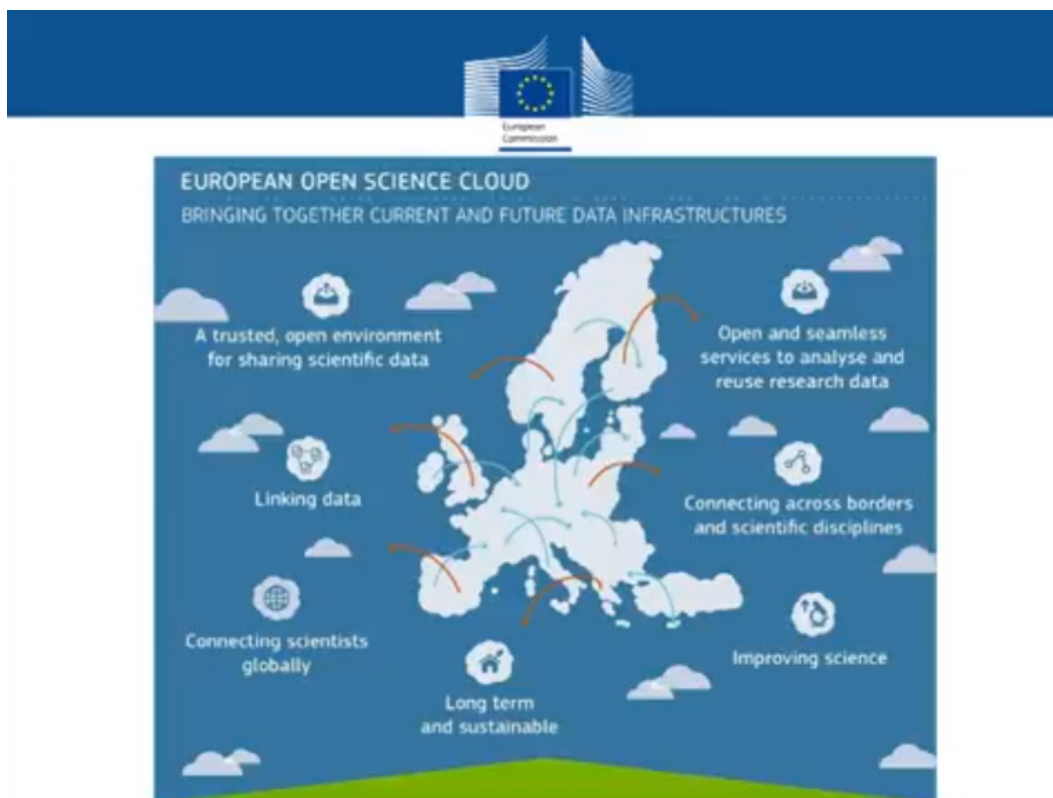 European
Commission
EUROPEAN OPEN SCIENCE CLOUD
BRINGING TOGETHER CURRENT AND FUTURE DATA INFRASTRUCTURES
A trusted, open environment
for sharing scientific data
Open and seamless
services to analyse and
reuse research data
Linking data
Connecting across borders
and scientific disciplines
Connecting scientists
globally
Improving science
Long term
and sustainable